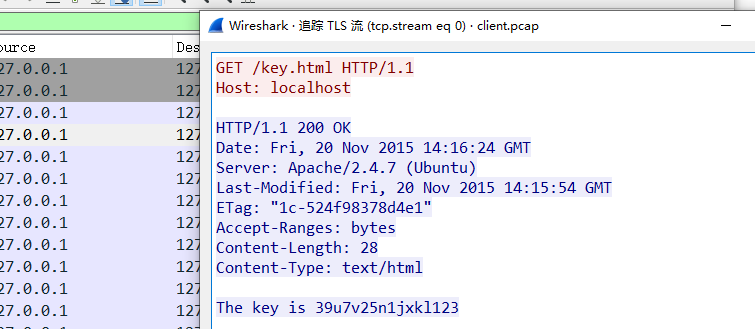 ource
Des
Wireshark · 追踪 TLS 流 (tcp.stream eq 0) · client.pcap
27.0.0.1 127
27.0.0.1 127
27.0.0.1 127
27.0.0.1 127
27.0.0.1 127
27.0.0.1 127
27.0.0.1 127
27.0.0.1 127
27.0.0.1 127
27.0.0.1 127
27.0.0.1 127
27.0.0.1 127
27.0.0.1 127
GET /key.html HTTP/1.1
Host: localhost
HTTP/1.1 200 OK
Date: Fri, 20 Nov 2015 14:16:24 GMT
Server: Apache/2.4.7 (Ubuntu)
Last-Modified: Fri, 20 Nov 2015 14:15:54 GMT
ETag: "1c-524f98378d4e1"
Accept-Ranges: bytes
Content-Length: 28
Content-Type: text/html
The key is 39u7v25n1jxkl123